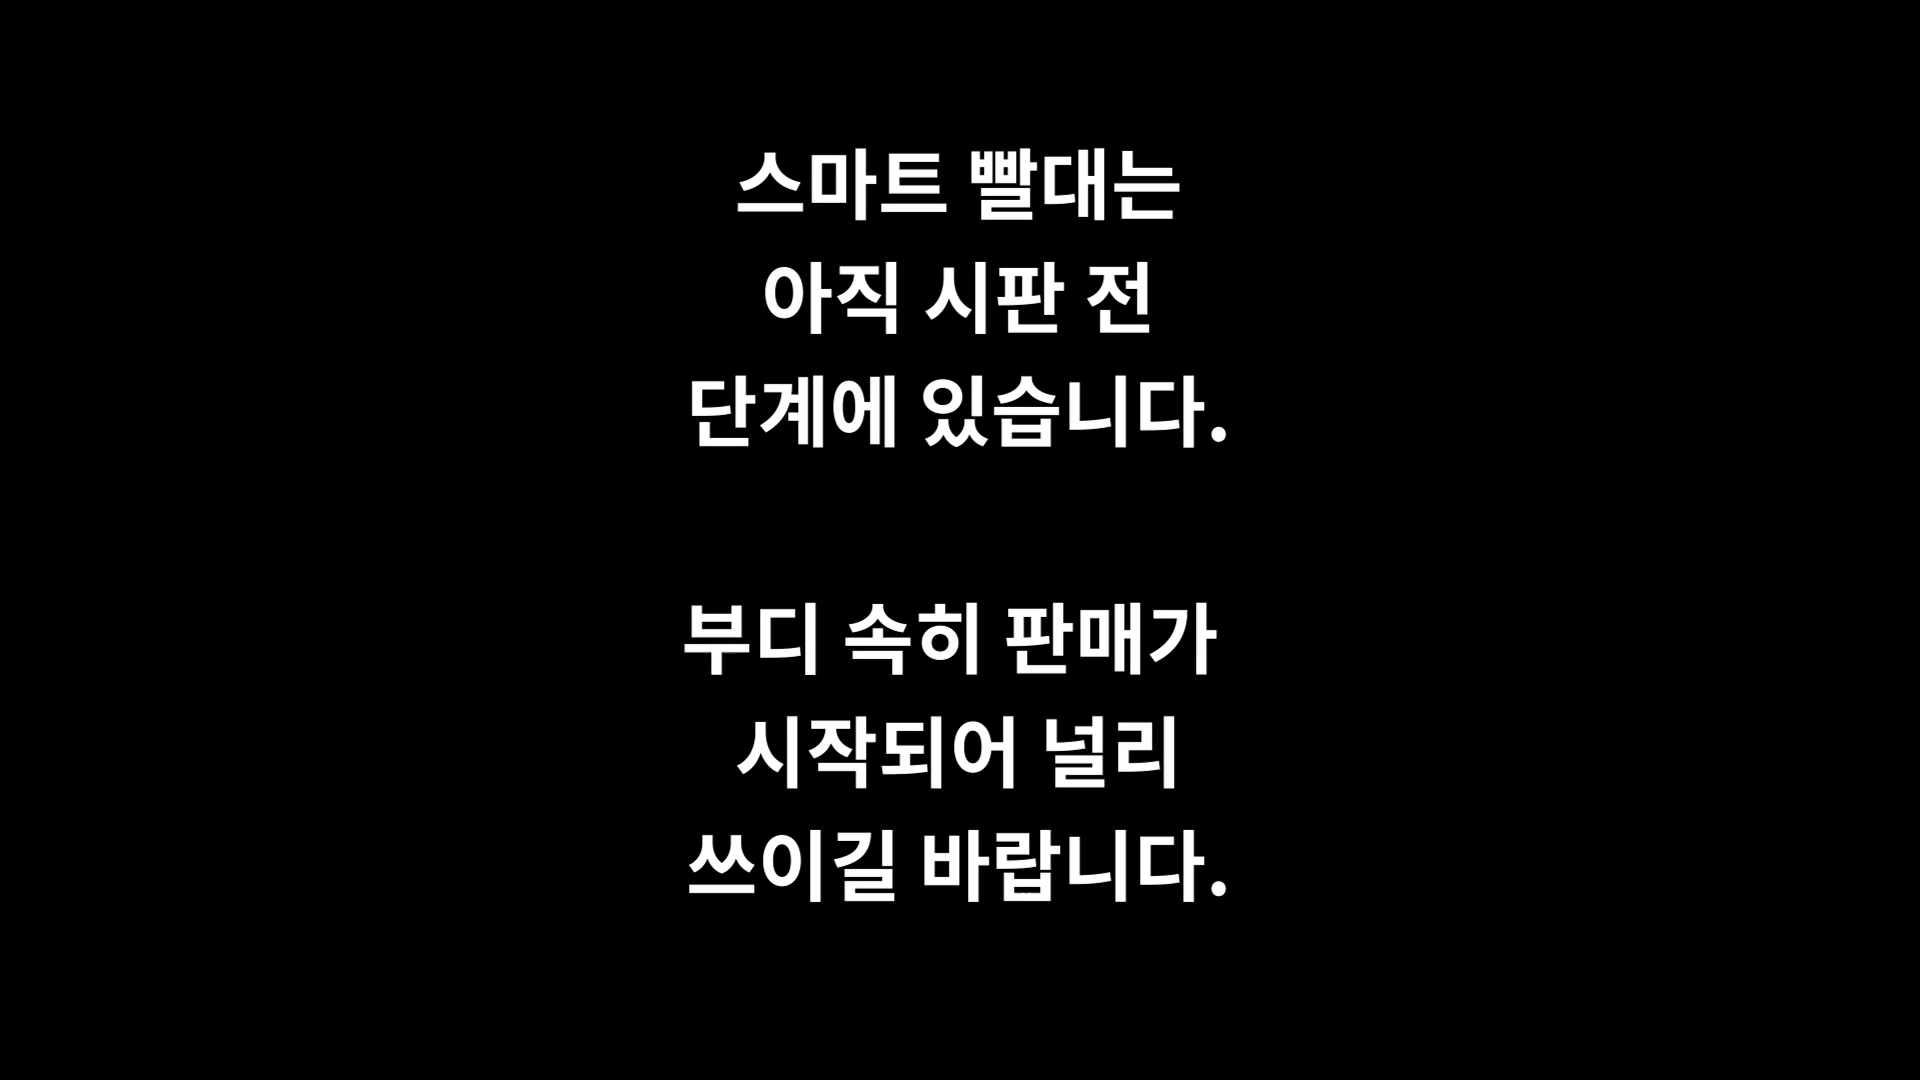 스마트 빨대는
아직 시판 전
단계에 있습니다.
부디 속히 판매가
시작되어 널리
쓰이길 바랍니다.